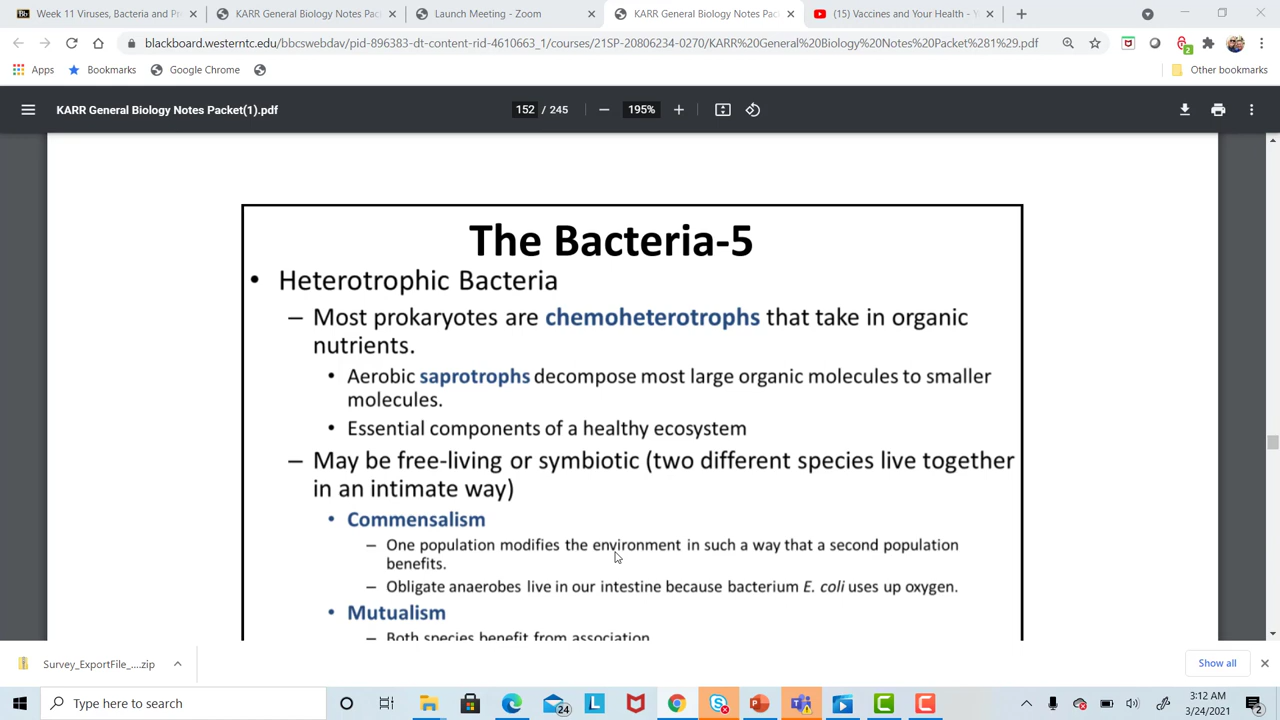 Week 11 Viruses, Bacteria and Pr
KARR General Biology Notes Pac
Launch Meeting - Zoom
KARR General Biology Notes Pac
(15) Vaccines and Your Health - Y
blackboard.westerntc.edu/bbcswebdav/pid-896383-dt-content-rid-4610663_1/courses/21SP-20806234-0270/KARR%20General%20Biology%20Notes%20Packet%281%29.pdf
Apps
Bookmarks
Google Chrome
Other bookmarks
KARR General Biology Notes Packet(1).pdf
152 / 245
195%
The Bacteria-5
• Heterotrophic Bacteria
– Most prokaryotes are chemoheterotrophs that take in organic
nutrients.
• Aerobic saprotrophs decompose most large organic molecules to smaller
molecules.
• Essential components of a healthy ecosystem
– May be free-living or symbiotic (two different species live together
in an intimate way)
• Commensalism
– One population modifies the environment in such a way that a second population
benefits.
– Obligate anaerobes live in our intestine because bacterium E. coli uses up oxygen.
• Mutualism
– Both species benefit from association
Survey_ExportFile_....zip
Show all
Type here to search
24
3:12 AM
3/24/2021
2